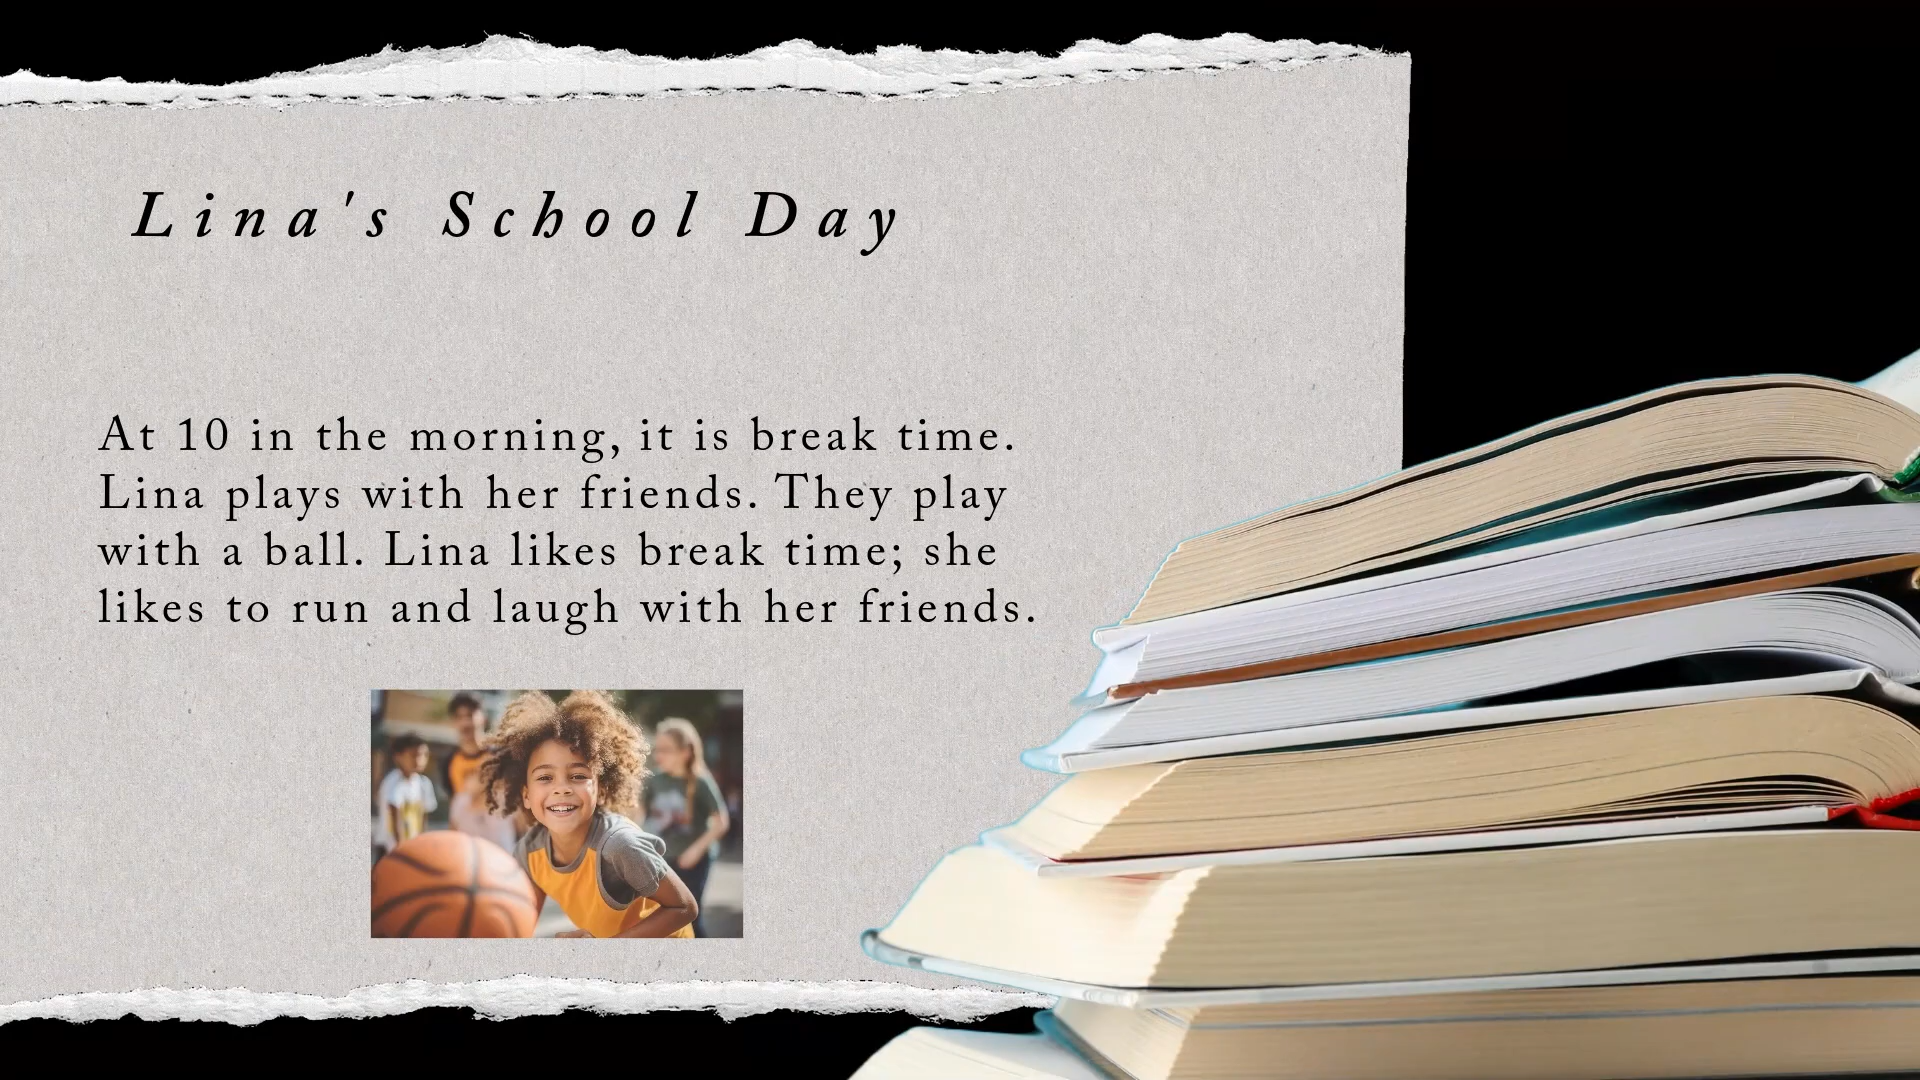 Lina's School Day
At 10 in the morning, it is break time.
Lina plays with her friends. They play
with a ball. Lina likes break time; she
likes to run and laugh with her friends.